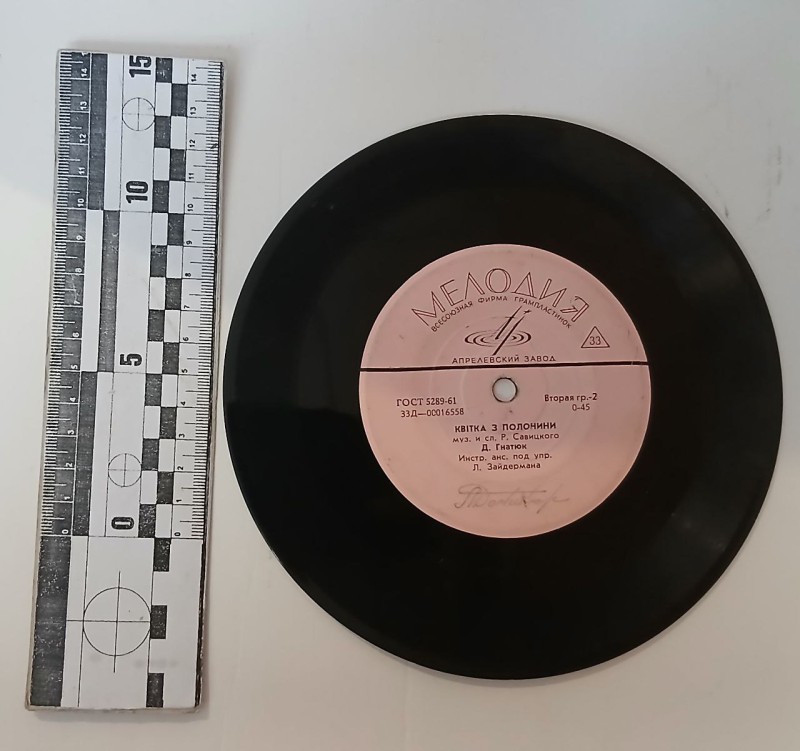 15
10
5
0
МЕЛОДИЯ
ВСЕСОЮЗНАЯ ФИРМА ГРАМПЛАСТИНОК
33
АПРЕЛЕВСКИЙ ЗАВОД
ГОСТ 5289-61 Вторая гр.-2
33Д—00016558 0-45
КВІТКА З ПОЛОНИНИ
муз. и сл. Р. Савицкого
Д. Гнатюк
Инстр. анс. под упр.
Л. Зайдермана